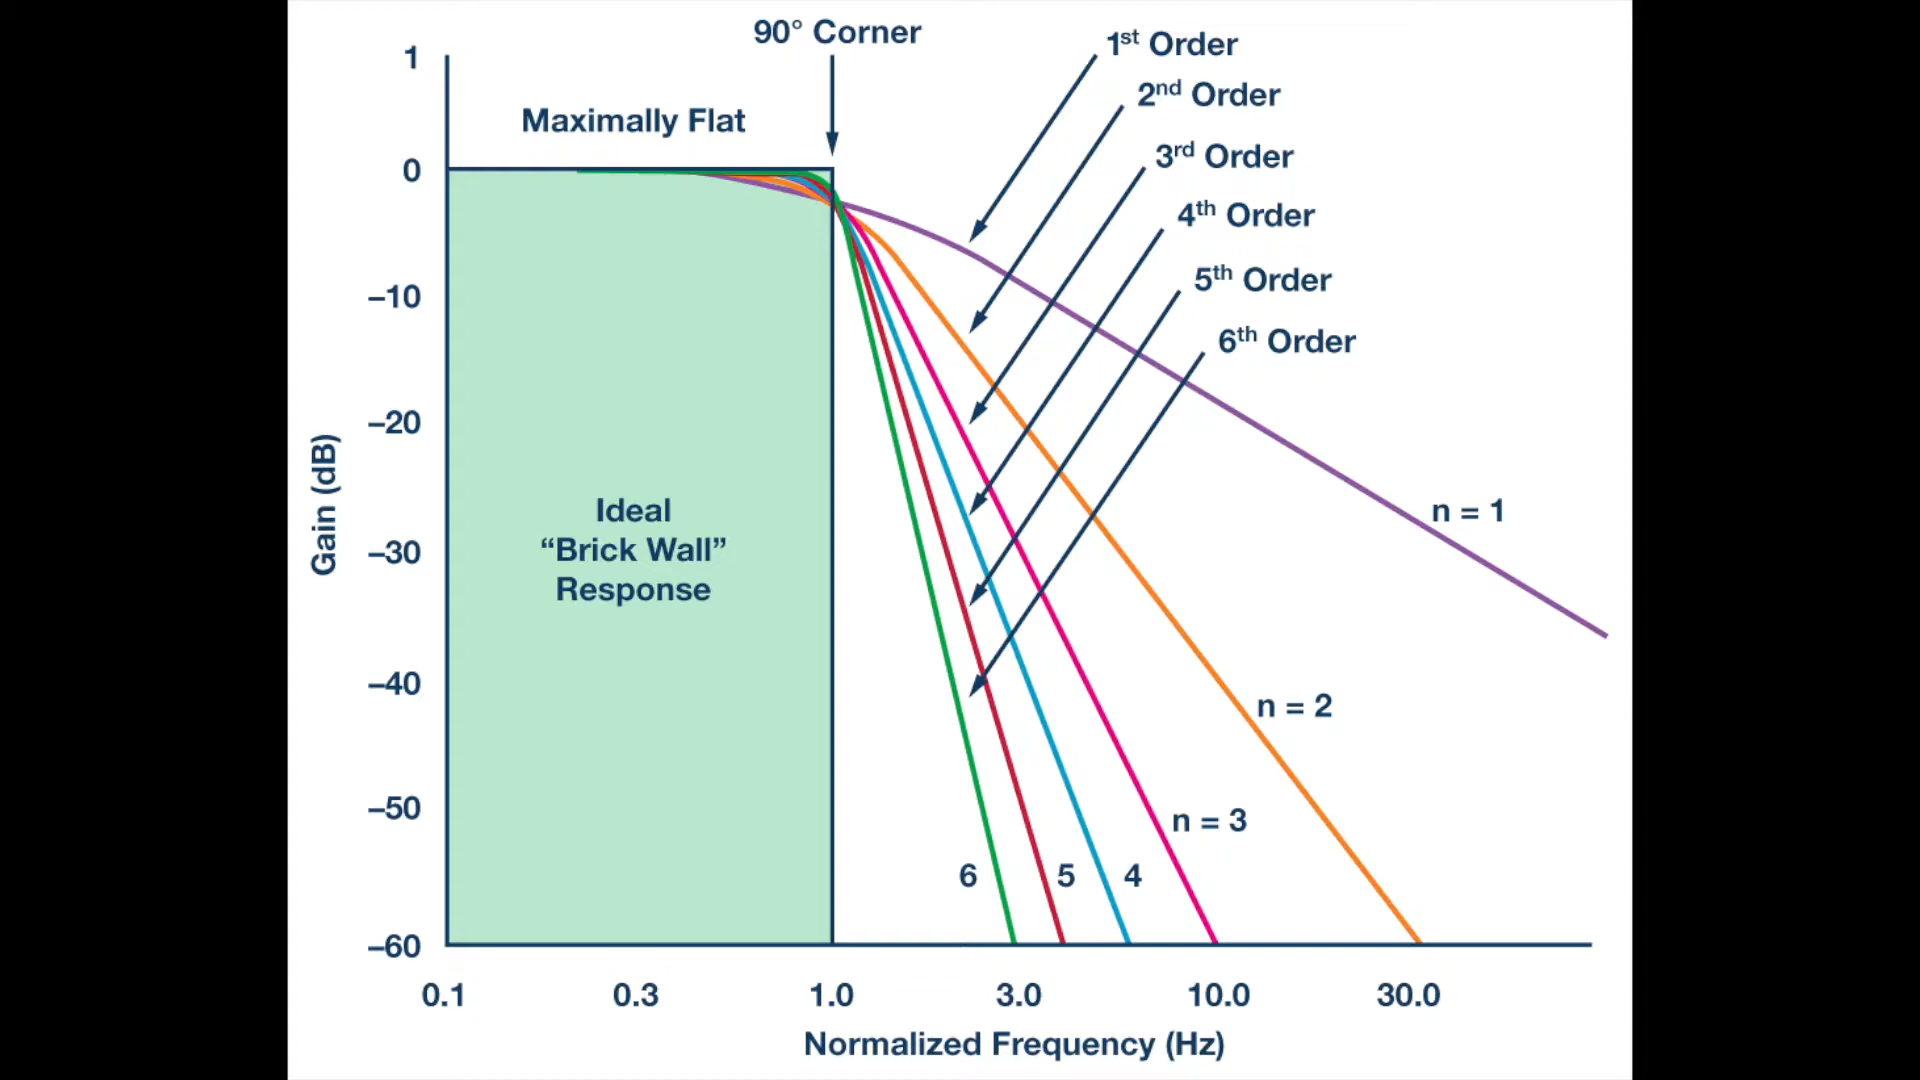 90° Corner
1st Order
1
2nd Order
Maximally Flat
3rd Order
0
4th Order
5th Order
–10
6th Order
–20
Gain (dB)
Ideal
“Brick Wall”
Response
n = 1
–30
–40
n = 2
–50
n = 3
6
5
4
–60
0.1
0.3
1.0
3.0
10.0
30.0
Normalized Frequency (Hz)